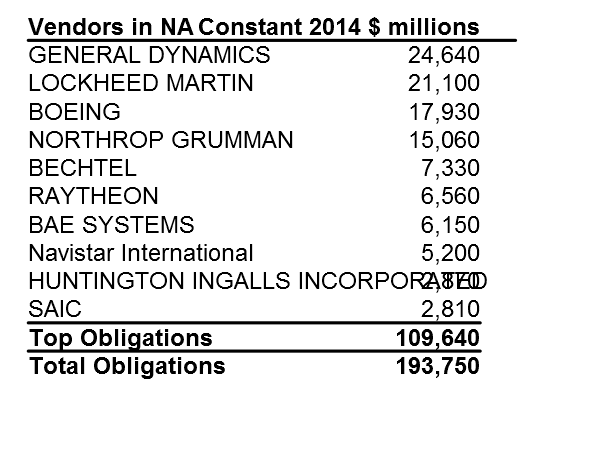 Vendors in NA Constant 2014 $ millions
GENERAL DYNAMICS 24,640
LOCKHEED MARTIN 21,100
BOEING 17,930
NORTHROP GRUMMAN 15,060
BECHTEL 7,330
RAYTHEON 6,560
BAE SYSTEMS 6,150
Navistar International 5,200
HUNTINGTON INGALLS INCORPORATED 2,870
SAIC 2,810
Top Obligations 109,640
Total Obligations 193,750